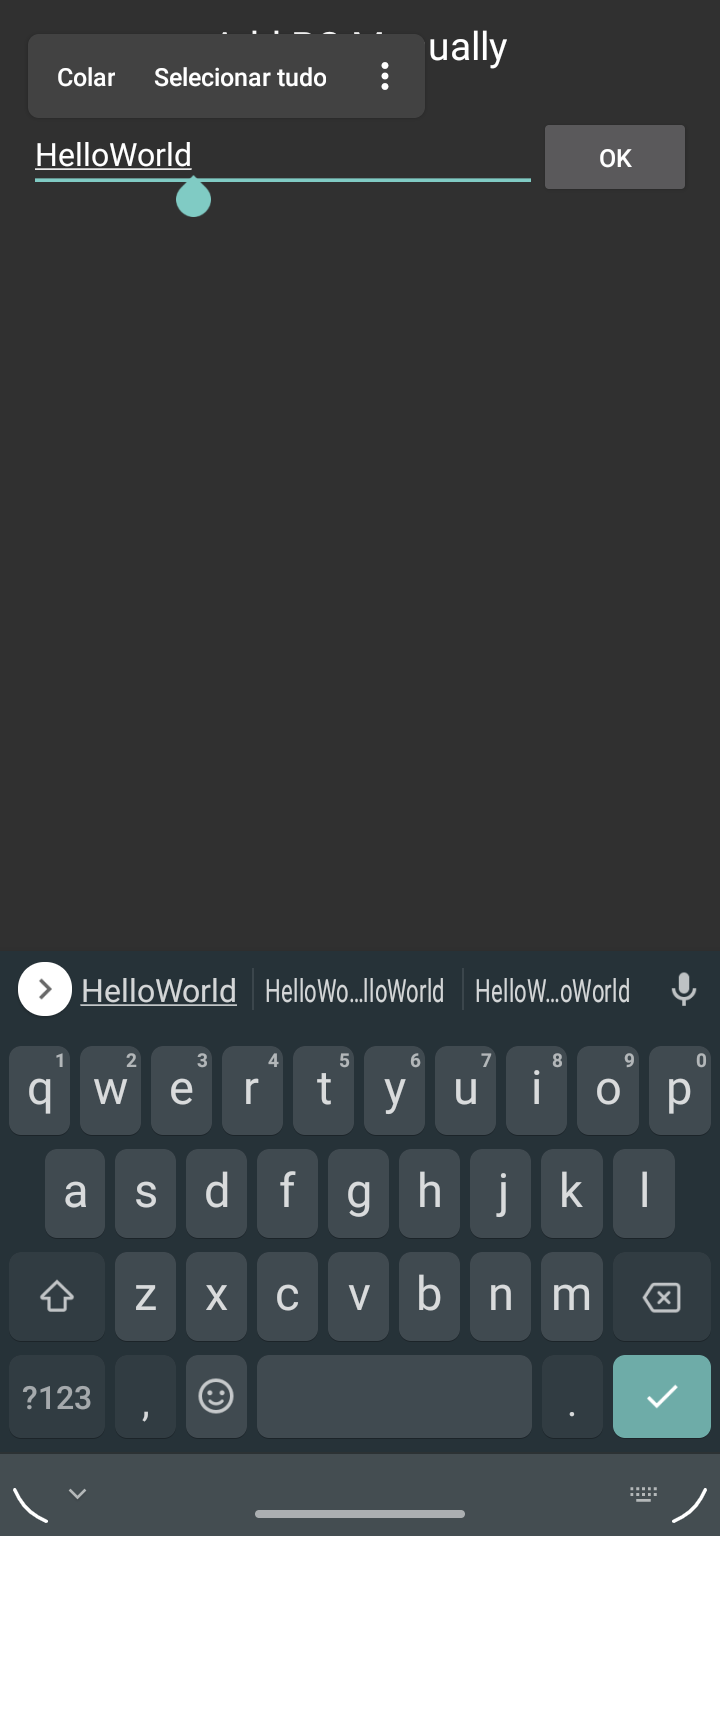 ually
Colar Selecionar tudo
HelloWorld OK
HelloWorld HelloWo...lloWorld HelloW...oWorld
1 2 3 4 5 6 7 8 9 0
q w e r t y u i o p
a s d f g h j k l
z x c v b n m
?123 , .